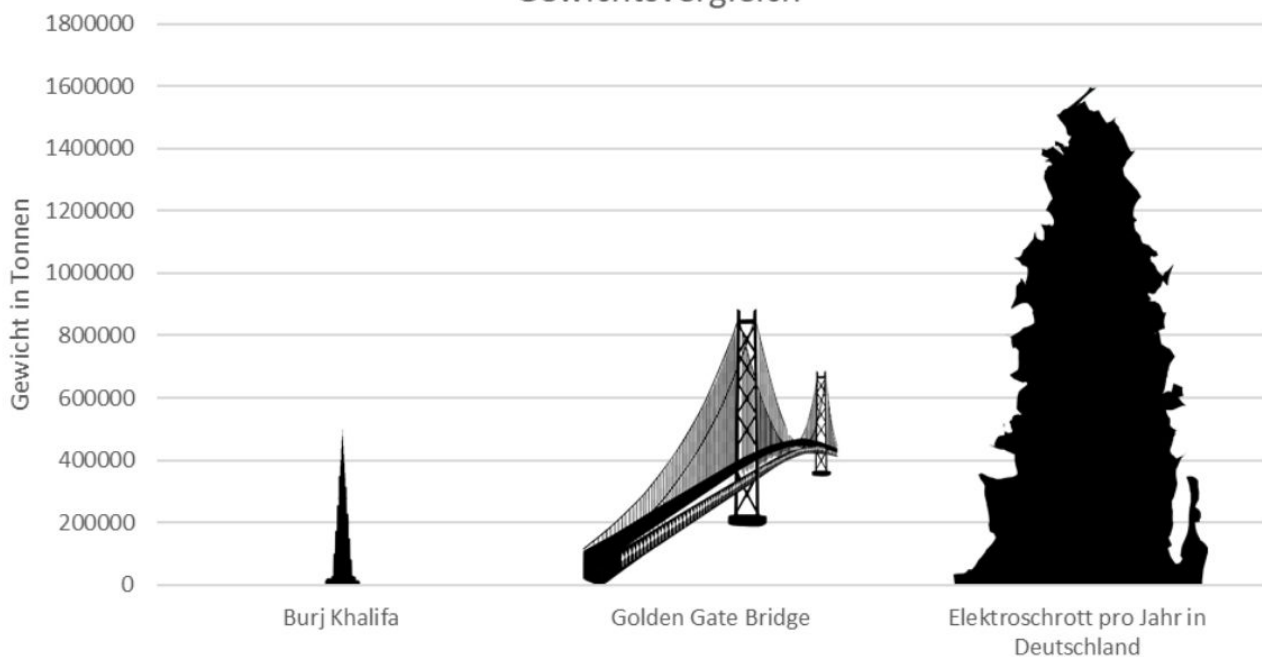 Gewichtsvergleich
1800000
1600000
1400000
1200000
1000000
800000
600000
400000
200000
0
Gewicht in Tonnen
Burj Khalifa
Golden Gate Bridge
Elektroschrott pro Jahr in
Deutschland